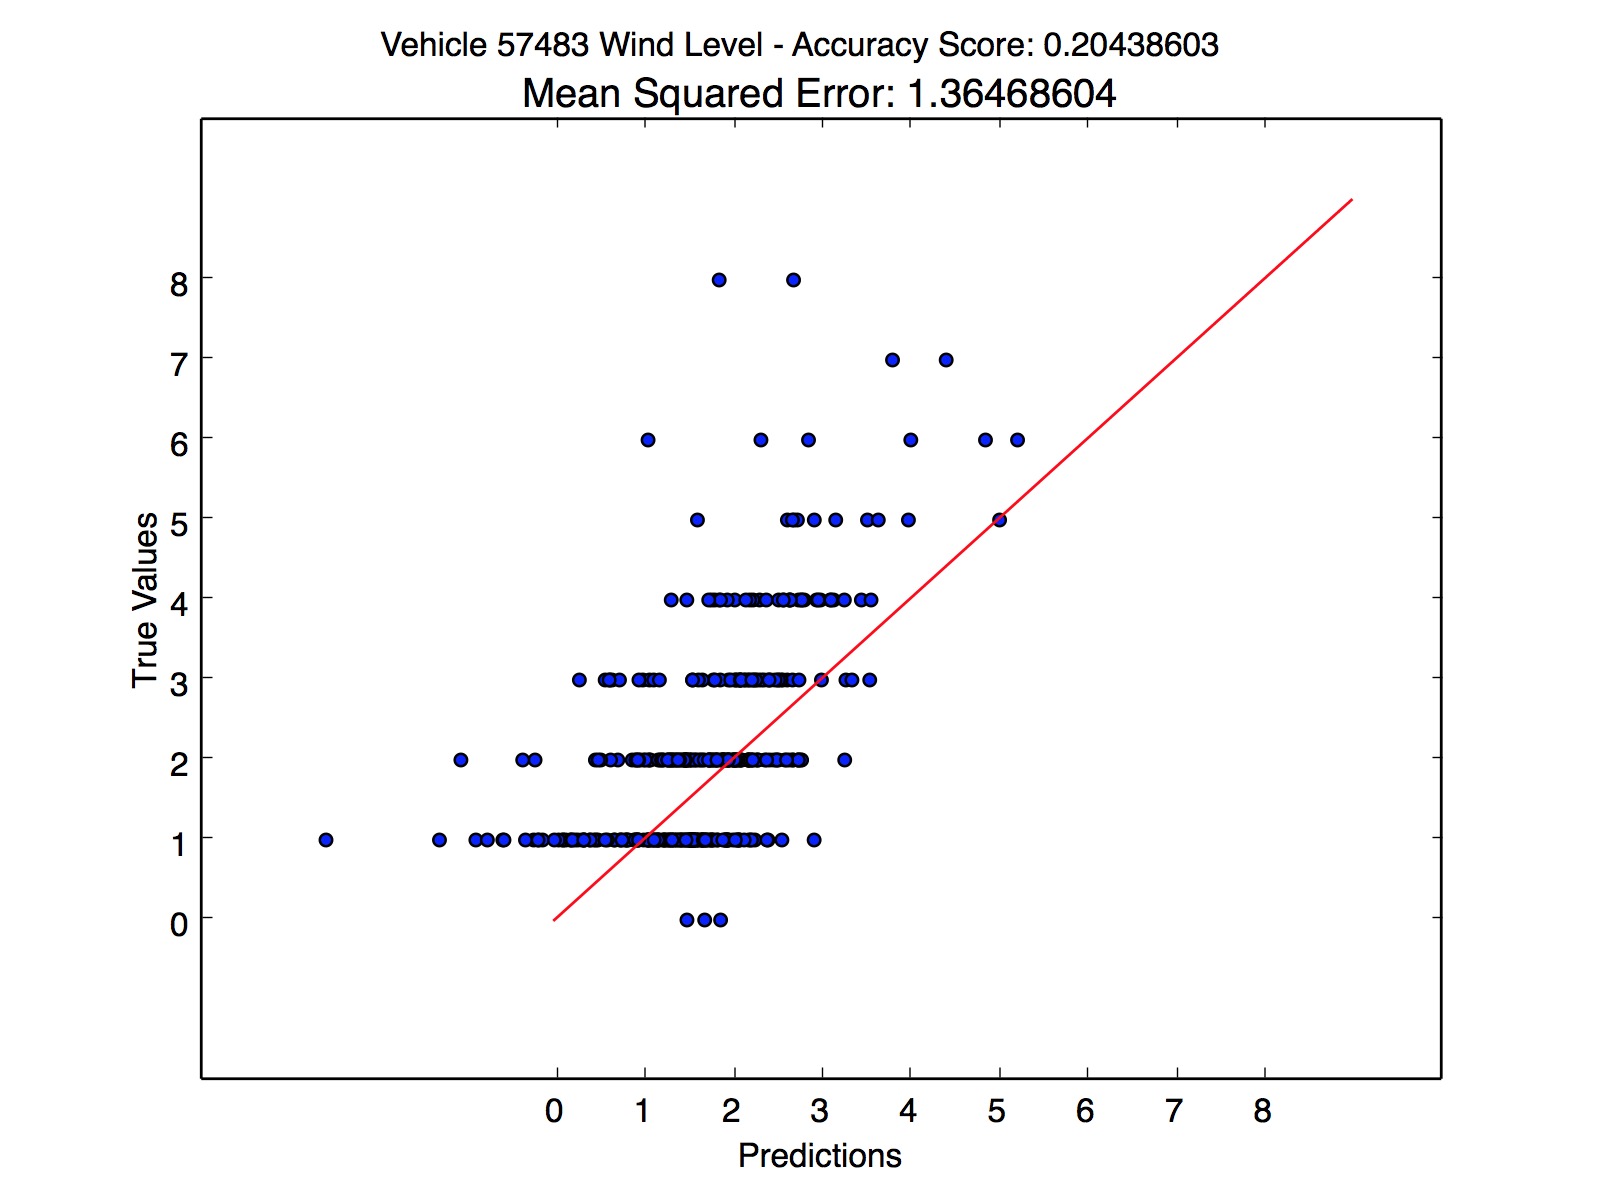 Vehicle 57483 Wind Level - Accuracy Score: 0.20438603
Mean Squared Error: 1.36468604
8
7
6
5
4
3
2
1
0
True Values
0 1 2 3 4 5 6 7 8
Predictions